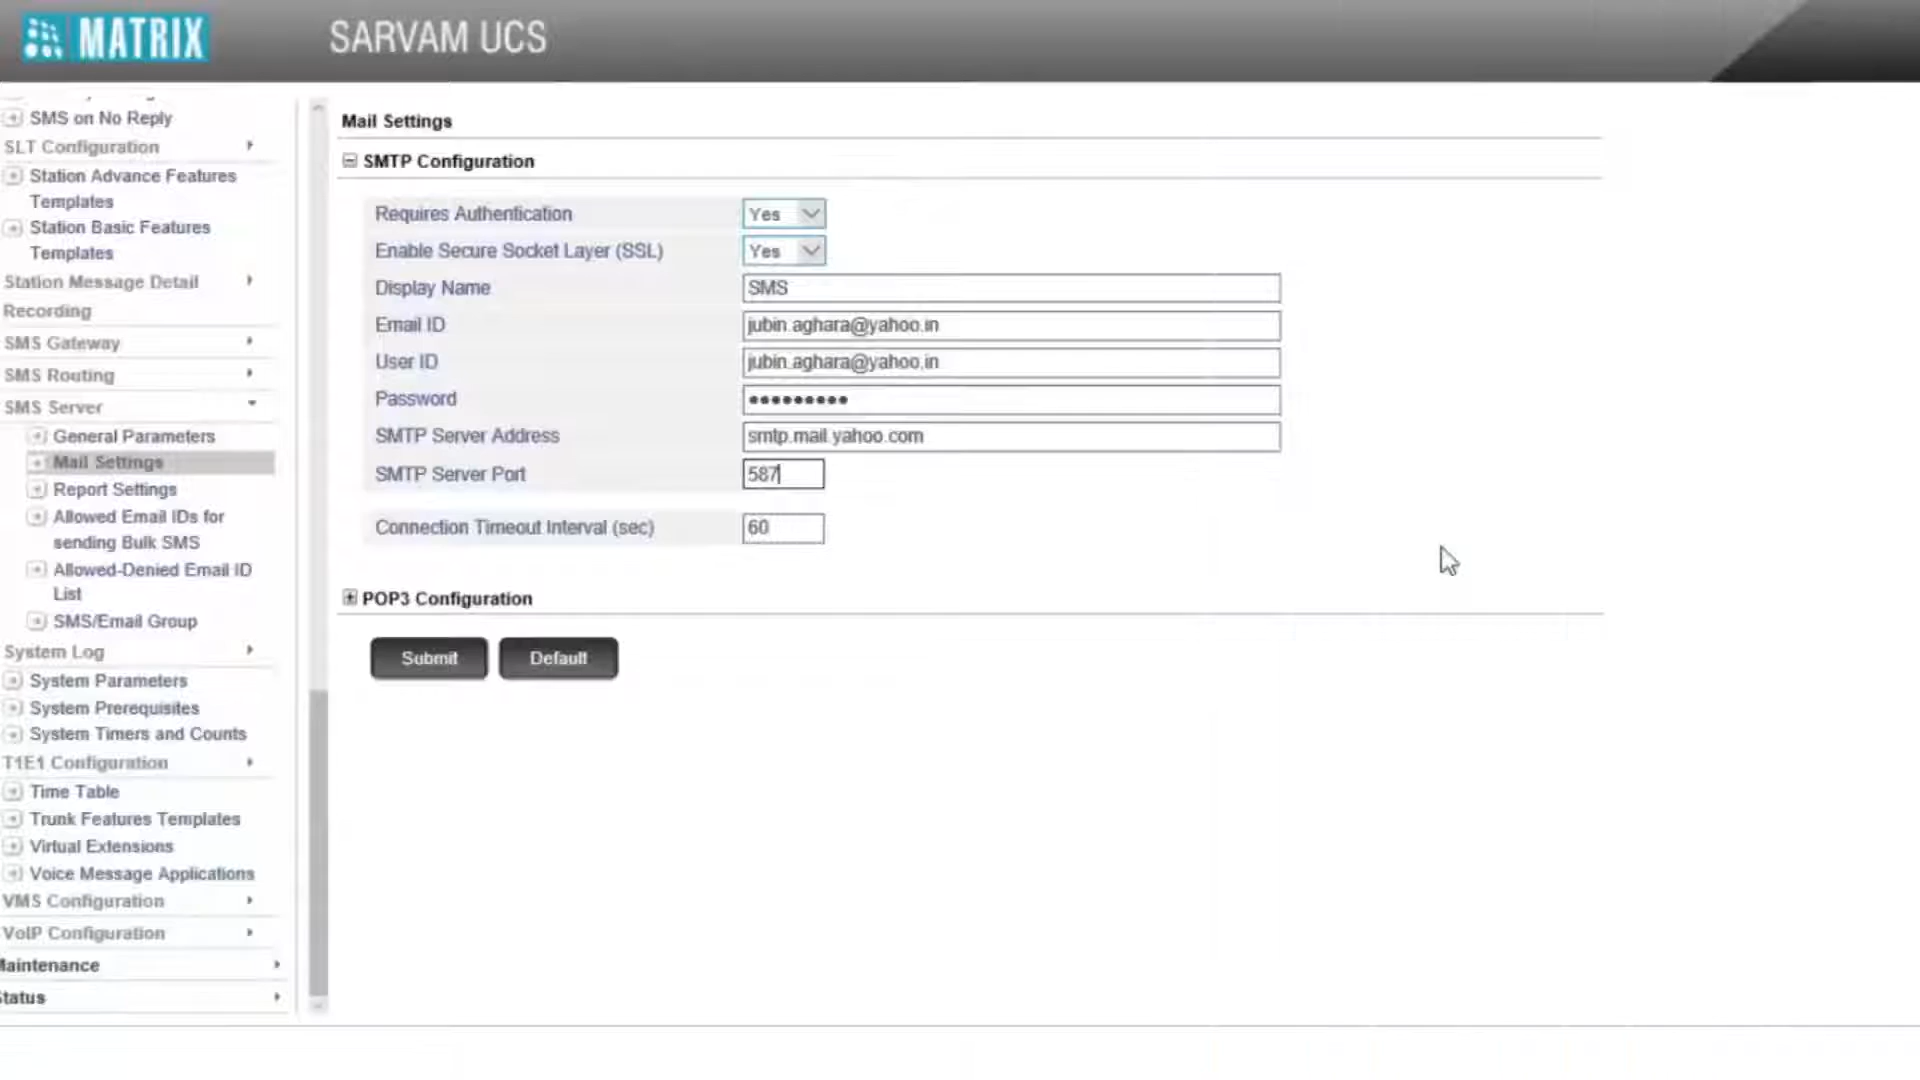 MATRIX
SARVAM UCS
SMS on No Reply
SLT Configuration
Station Advance Features
Templates
Station Basic Features
Templates
Station Message Detail
Recording
SMS Gateway
SMS Routing
SMS Server
General Parameters
Mail Settings
Report Settings
Allowed Email IDs for
sending Bulk SMS
Allowed-Denied Email ID
List
SMS/Email Group
System Log
System Parameters
System Prerequisites
System Timers and Counts
T1E1 Configuration
Time Table
Trunk Features Templates
Virtual Extensions
Voice Message Applications
VMS Configuration
VoIP Configuration
Maintenance
Status
Mail Settings
SMTP Configuration
Requires Authentication Yes
Enable Secure Socket Layer (SSL) Yes
Display Name SMS
Email ID jubin.aghara@yahoo.in
User ID jubin.aghara@yahoo.in
Password •••••••••
SMTP Server Address smtp.mail.yahoo.com
SMTP Server Port 587
Connection Timeout Interval (sec) 60
POP3 Configuration
Submit Default